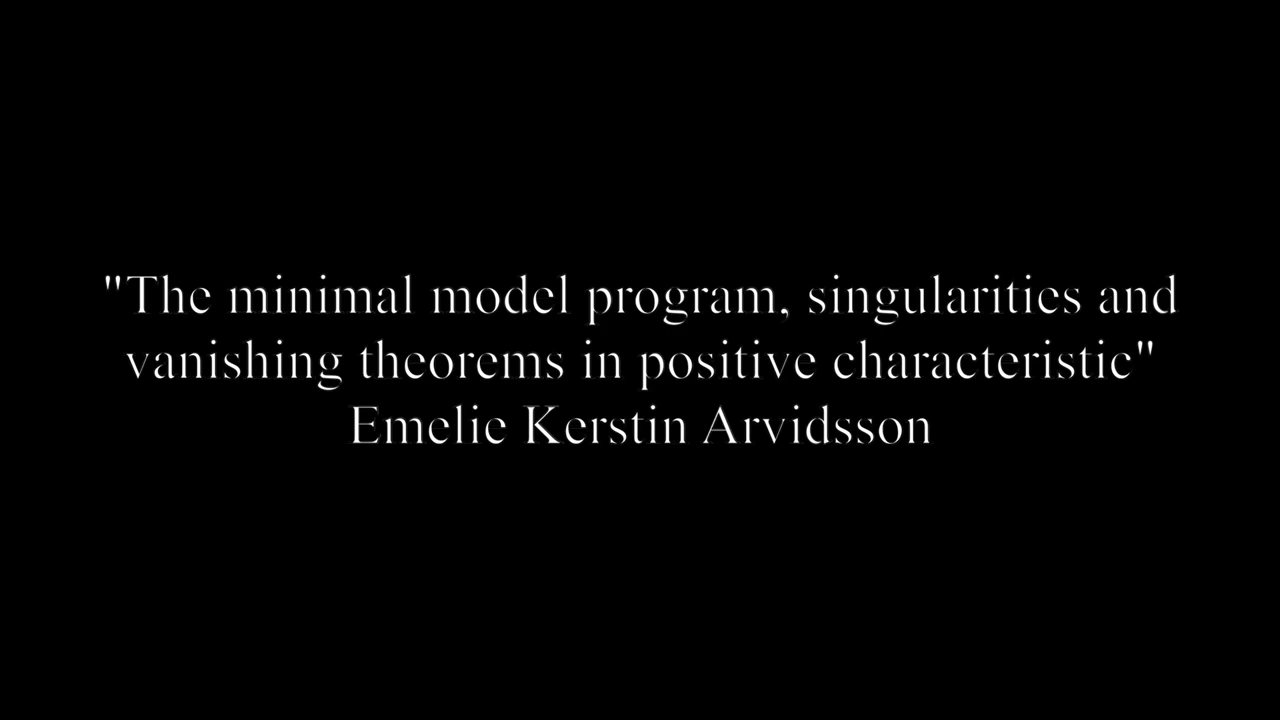 "The minimal model program, singularities and
vanishing theorems in positive characteristic"
Emelie Kerstin Arvidsson